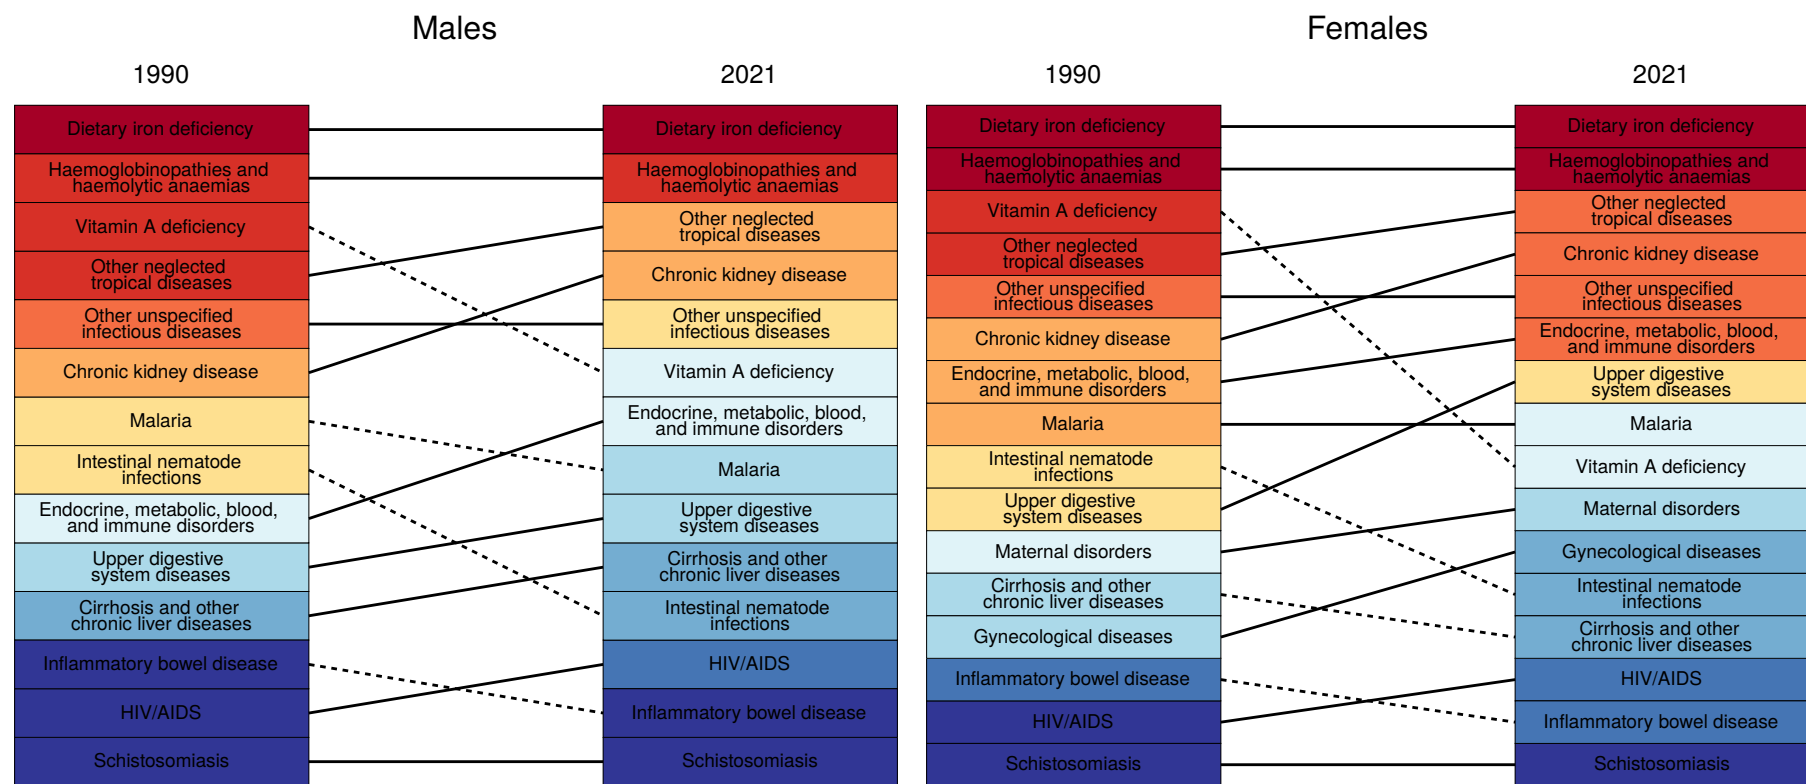 Males
1990
2021
Dietary iron deficiency
Haemoglobinopathies and
haemolytic anaemias
Vitamin A deficiency
Other neglected
tropical diseases
Other unspecified
infectious diseases
Chronic kidney disease
Malaria
Intestinal nematode
infections
Endocrine, metabolic, blood,
and immune disorders
Upper digestive
system diseases
Cirrhosis and other
chronic liver diseases
Inflammatory bowel disease
HIV/AIDS
Schistosomiasis
Dietary iron deficiency
Haemoglobinopathies and
haemolytic anaemias
Other neglected
tropical diseases
Chronic kidney disease
Other unspecified
infectious diseases
Vitamin A deficiency
Endocrine, metabolic, blood,
and immune disorders
Malaria
Upper digestive
system diseases
Cirrhosis and other
chronic liver diseases
Intestinal nematode
infections
HIV/AIDS
Inflammatory bowel disease
Schistosomiasis
Females
1990
2021
Dietary iron deficiency
Haemoglobinopathies and
haemolytic anaemias
Vitamin A deficiency
Other neglected
tropical diseases
Other unspecified
infectious diseases
Chronic kidney disease
Endocrine, metabolic, blood,
and immune disorders
Malaria
Intestinal nematode
infections
Upper digestive
system diseases
Maternal disorders
Cirrhosis and other
chronic liver diseases
Gynecological diseases
Inflammatory bowel disease
HIV/AIDS
Schistosomiasis
Dietary iron deficiency
Haemoglobinopathies and
haemolytic anaemias
Other neglected
tropical diseases
Chronic kidney disease
Other unspecified
infectious diseases
Endocrine, metabolic, blood,
and immune disorders
Upper digestive
system diseases
Malaria
Vitamin A deficiency
Maternal disorders
Gynecological diseases
Intestinal nematode
infections
Cirrhosis and other
chronic liver diseases
HIV/AIDS
Inflammatory bowel disease
Schistosomiasis